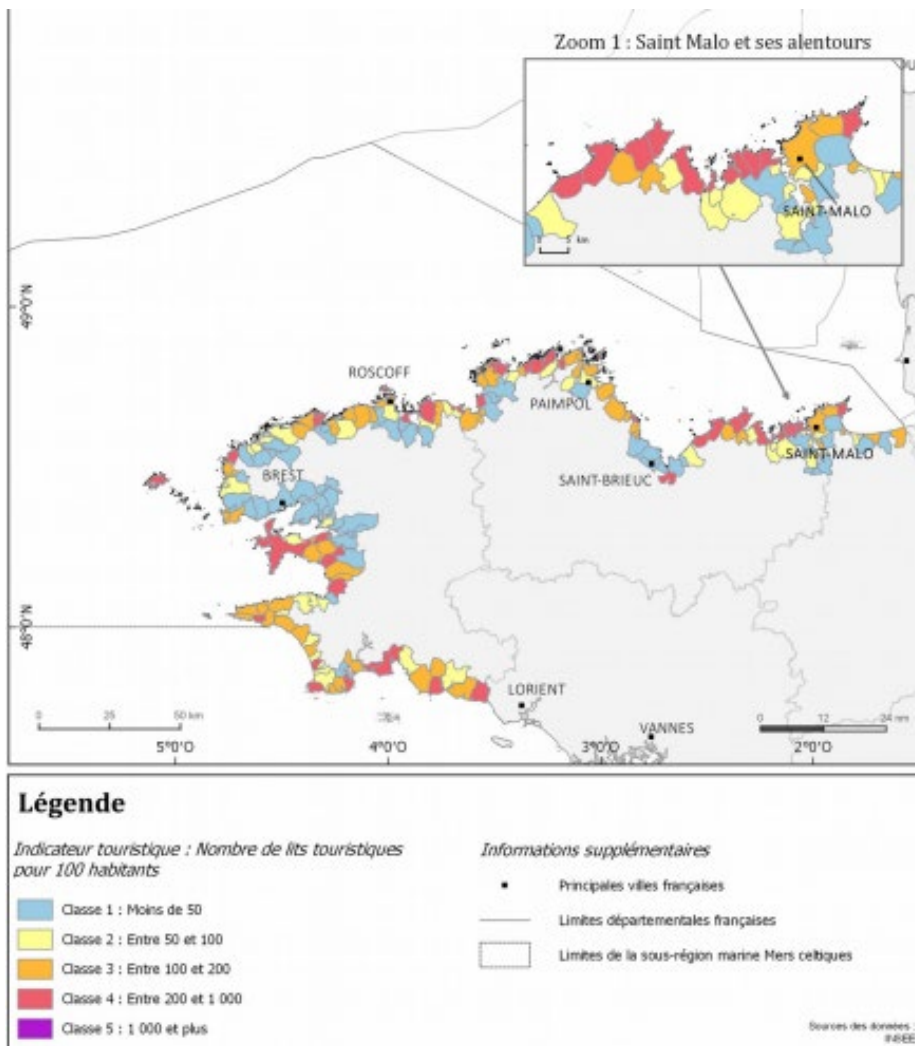 Zoom 1 : Saint Malo et ses alentours
SAINT-MALO
0 5 km
49°0'N
ROSCOFF
PAIMPOL
BREST
SAINT-BRIEUC
SAINT-MALO
48°0'N
LORIENT
VANNES
0 25 50 km
0 12 24 nm
5°0'O 4°0'O 3°0'O 2°0'O
Légende
Indicateur touristique : Nombre de lits touristiques
pour 100 habitants
Classe 1 : Moins de 50
Classe 2 : Entre 50 et 100
Classe 3 : Entre 100 et 200
Classe 4 : Entre 200 et 1 000
Classe 5 : 1 000 et plus
Informations supplémentaires
Principales villes françaises
Limites départementales françaises
Limites de la sous-région marine Mers celtiques
Sources des données :
INSEE